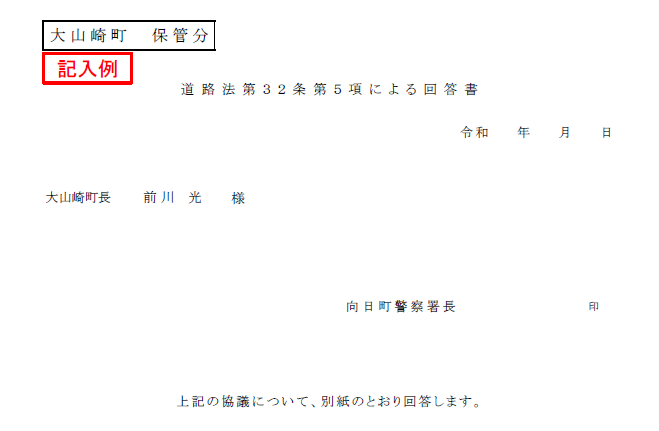 大山崎町　保管分
記入例
道路法第３２条第５項による回答書
令和　　年　　月　　日
大山崎町長　　前川　光　　様
向日町警察署長　　　　　　　　印
上記の協議について、別紙のとおり回答します。